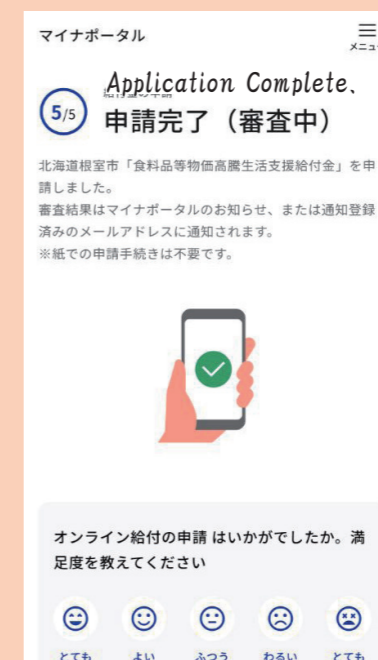 マイナポータル
メニュー
Application Complete.
5/5
申請完了（審査中）
北海道根室市「食料品等物価高騰生活支援給付金」を申
請しました。
審査結果はマイナポータルのお知らせ、または通知登録
済みのメールアドレスに通知されます。
※紙での申請手続きは不要です。
オンライン給付の申請 はいかがでしたか。満
足度を教えてください
とても
よい
ふつう
わるい
とても